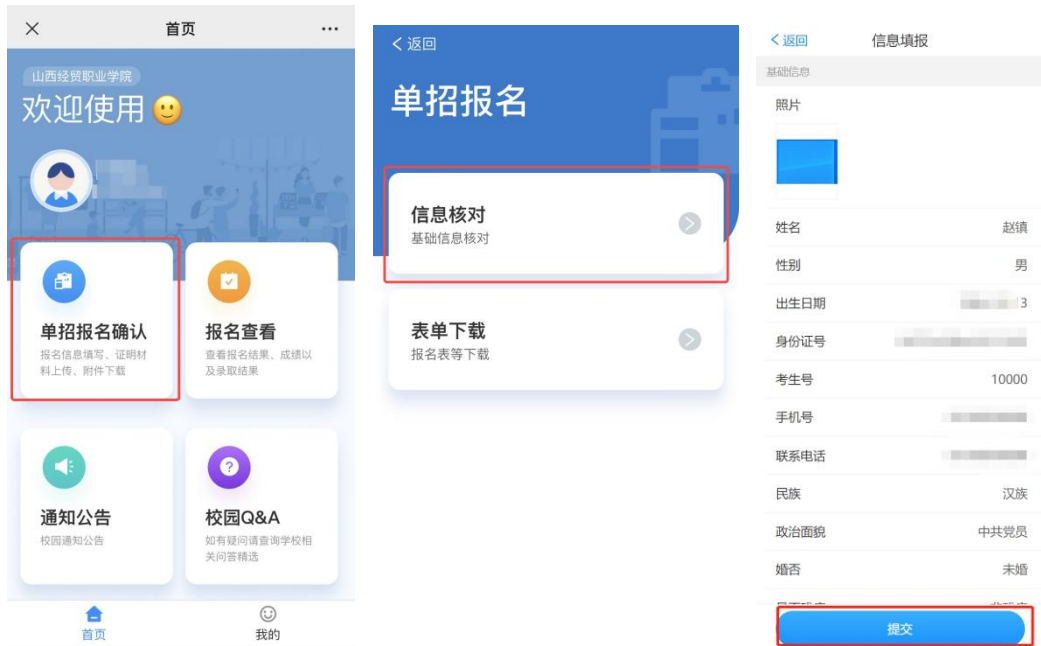 首页
山西经贸职业学院
欢迎使用
单招报名确认
报名信息填写、证明材
料上传、附件下载
报名查看
查看报名结果、成绩以
及录取结果
通知公告
校园通知公告
校园Q&A
如有疑问请查询学校相
关问答精选
首页
我的
返回
单招报名
信息核对
基础信息核对
表单下载
报名表等下载
返回
信息填报
基础信息
照片
姓名 赵镇
性别 男
出生日期 3
身份证号
考生号 10000
手机号
联系电话
民族 汉族
政治面貌 中共党员
婚否 未婚
提交